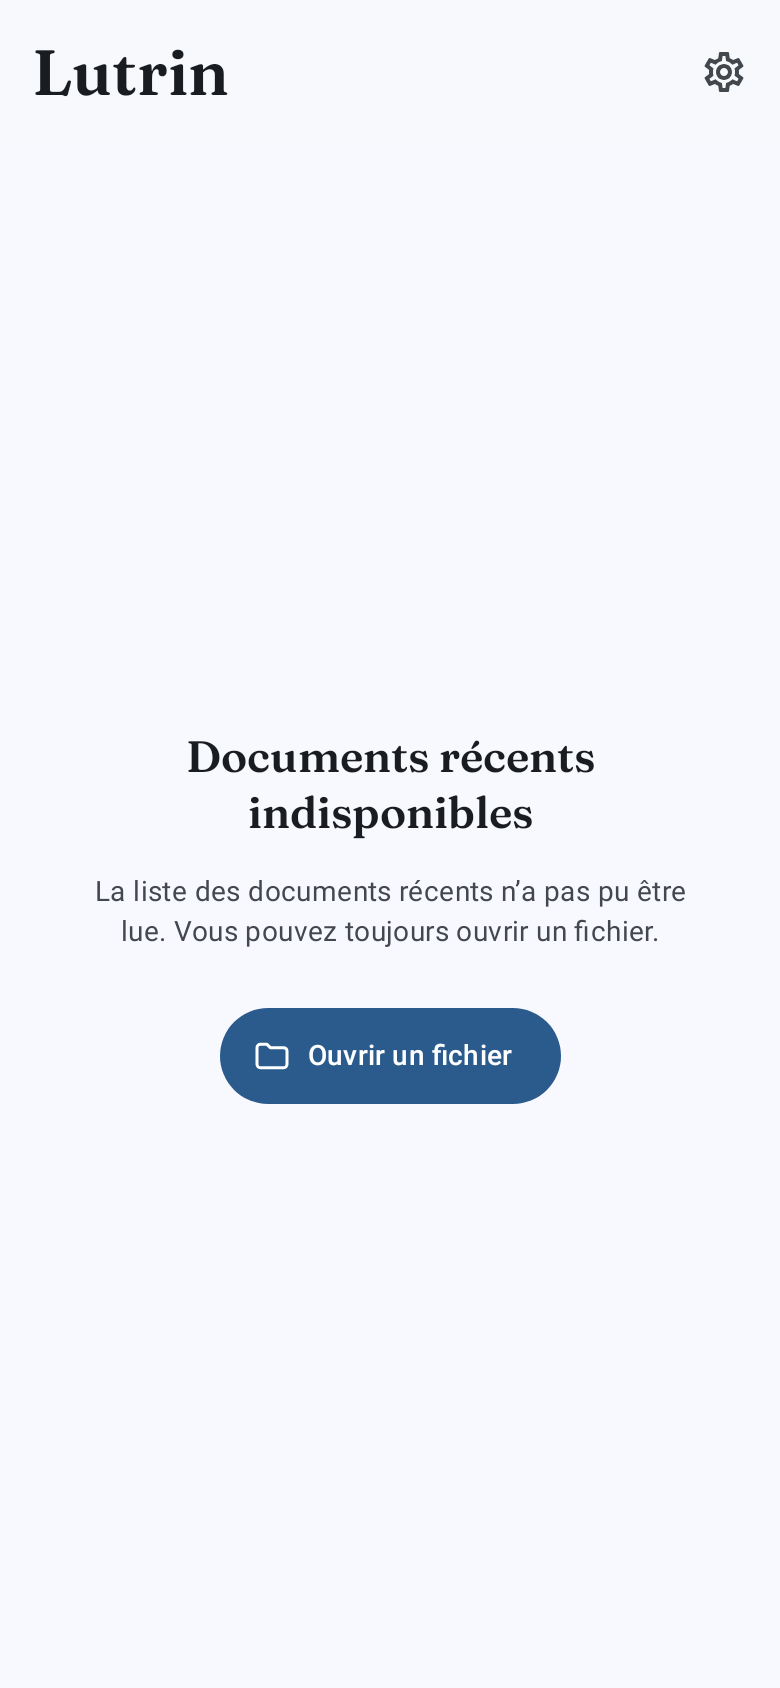 Lutrin
Documents récents
indisponibles
La liste des documents récents n’a pas pu être
lue. Vous pouvez toujours ouvrir un fichier.
Ouvrir un fichier